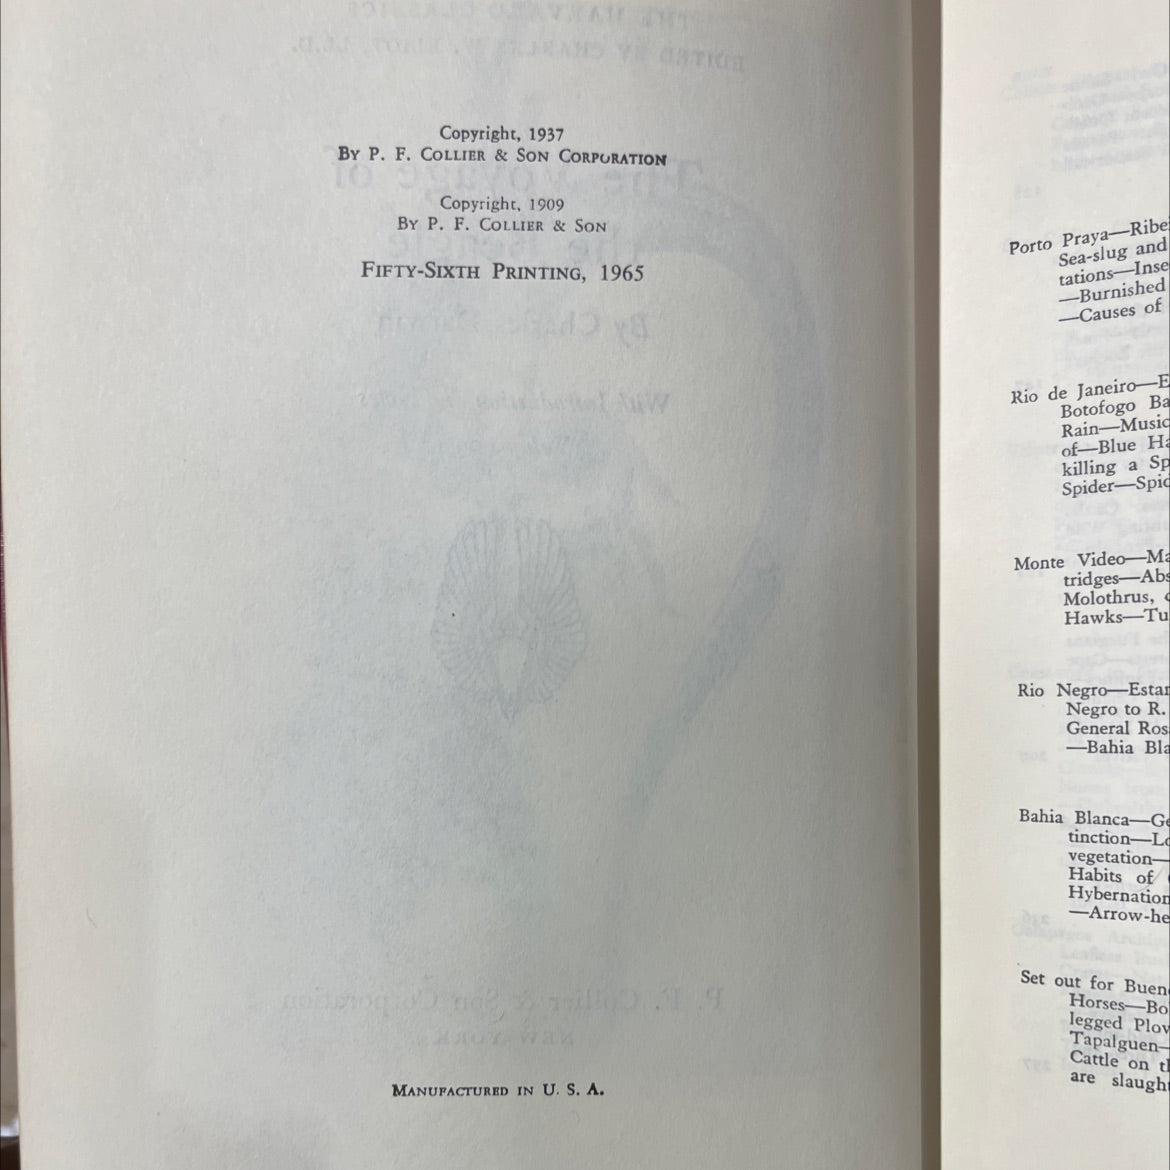 Copyright, 1937
By P. F. Collier & Son Corporation
Copyright, 1909
By P. F. Collier & Son
Fifty-Sixth Printing, 1965
Manufactured in U. S. A.
Porto Praya—Ribe
Sea-slug and
tations—Inse
—Burnished
—Causes of
Rio de Janeiro—E
Botofogo Ba
Rain—Music
of—Blue Ha
killing a Sp
Spider—Spid
Monte Video—Ma
tridges—Abs
Molothrus,
Hawks—Tu
Rio Negro—Estan
Negro to R.
General Ros
—Bahia Bla
Bahia Blanca—Ge
tinction—Lo
vegetation—
Habits of
Hybernation
—Arrow-he
Set out for Buen
Horses—Bo
legged Plov
Tapalguen—
Cattle on th
are slaugh